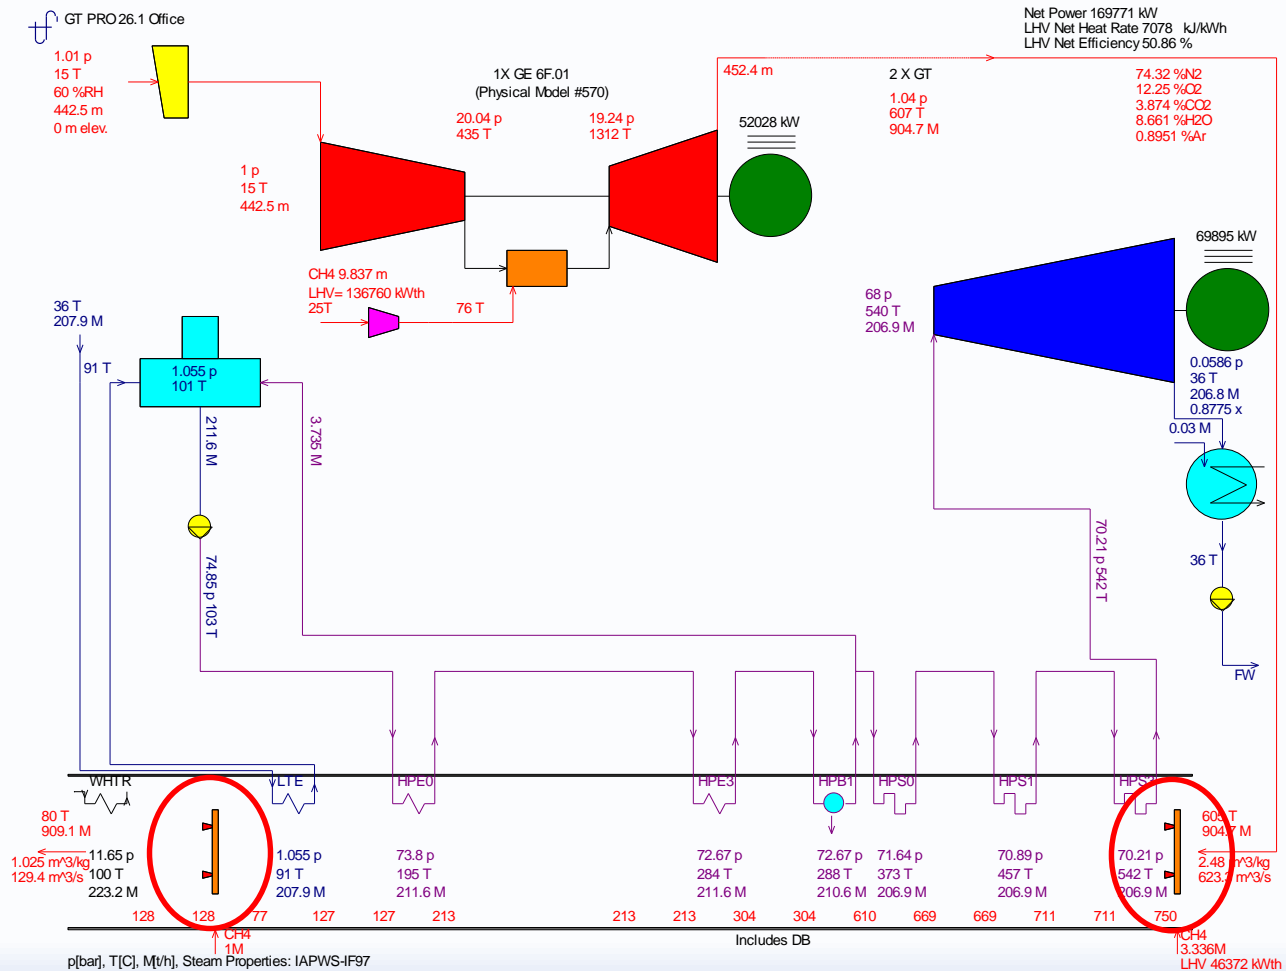 GT PRO 26.1 Office
Net Power 169771 kW
LHV Net Heat Rate 7078 kJ/kWh
LHV Net Efficiency 50.86 %
1.01 p
15 T
60 %RH
442.5 m
0 m elev.
1X GE 6F.01
(Physical Model #570)
452.4 m
2 X GT
1.04 p
607 T
904.7 M
74.32 %N2
12.25 %O2
3.874 %CO2
8.661 %H2O
0.8951 %Ar
20.04 p
435 T
19.24 p
1312 T
52028 kW
1 p
15 T
442.5 m
CH4 9.837 m
LHV= 136760 kWth
25T
76 T
69895 kW
68 p
540 T
206.9 M
36 T
207.9 M
91 T
1.055 p
101 T
0.0586 p
36 T
206.8 M
0.8775 x
0.03 M
211.6 M
3.735 M
74.85 p 103 T
70.21 p 542 T
36 T
FW
WHTR
LTE
HPE0
HPE3
HPB1
HPS0
HPS1
80 T
909.1 M
904.7 M
1.025 m^3/kg
129.4 m^3/s
11.65 p
100 T
223.2 M
1.055 p
91 T
207.9 M
73.8 p
195 T
211.6 M
72.67 p
284 T
211.6 M
72.67 p
288 T
210.6 M
71.64 p
373 T
206.9 M
70.89 p
457 T
206.9 M
70.21 p
542 T
206.9 M
2.48 m^3/kg
128 128 77 127 127 213 213 213 304 304 610 669 669 711 711 750
CH4
1M
Includes DB
CH4
3.336M
LHV 46372 kWth
p[bar], T[C], M[t/h], Steam Properties: IAPWS-IF97